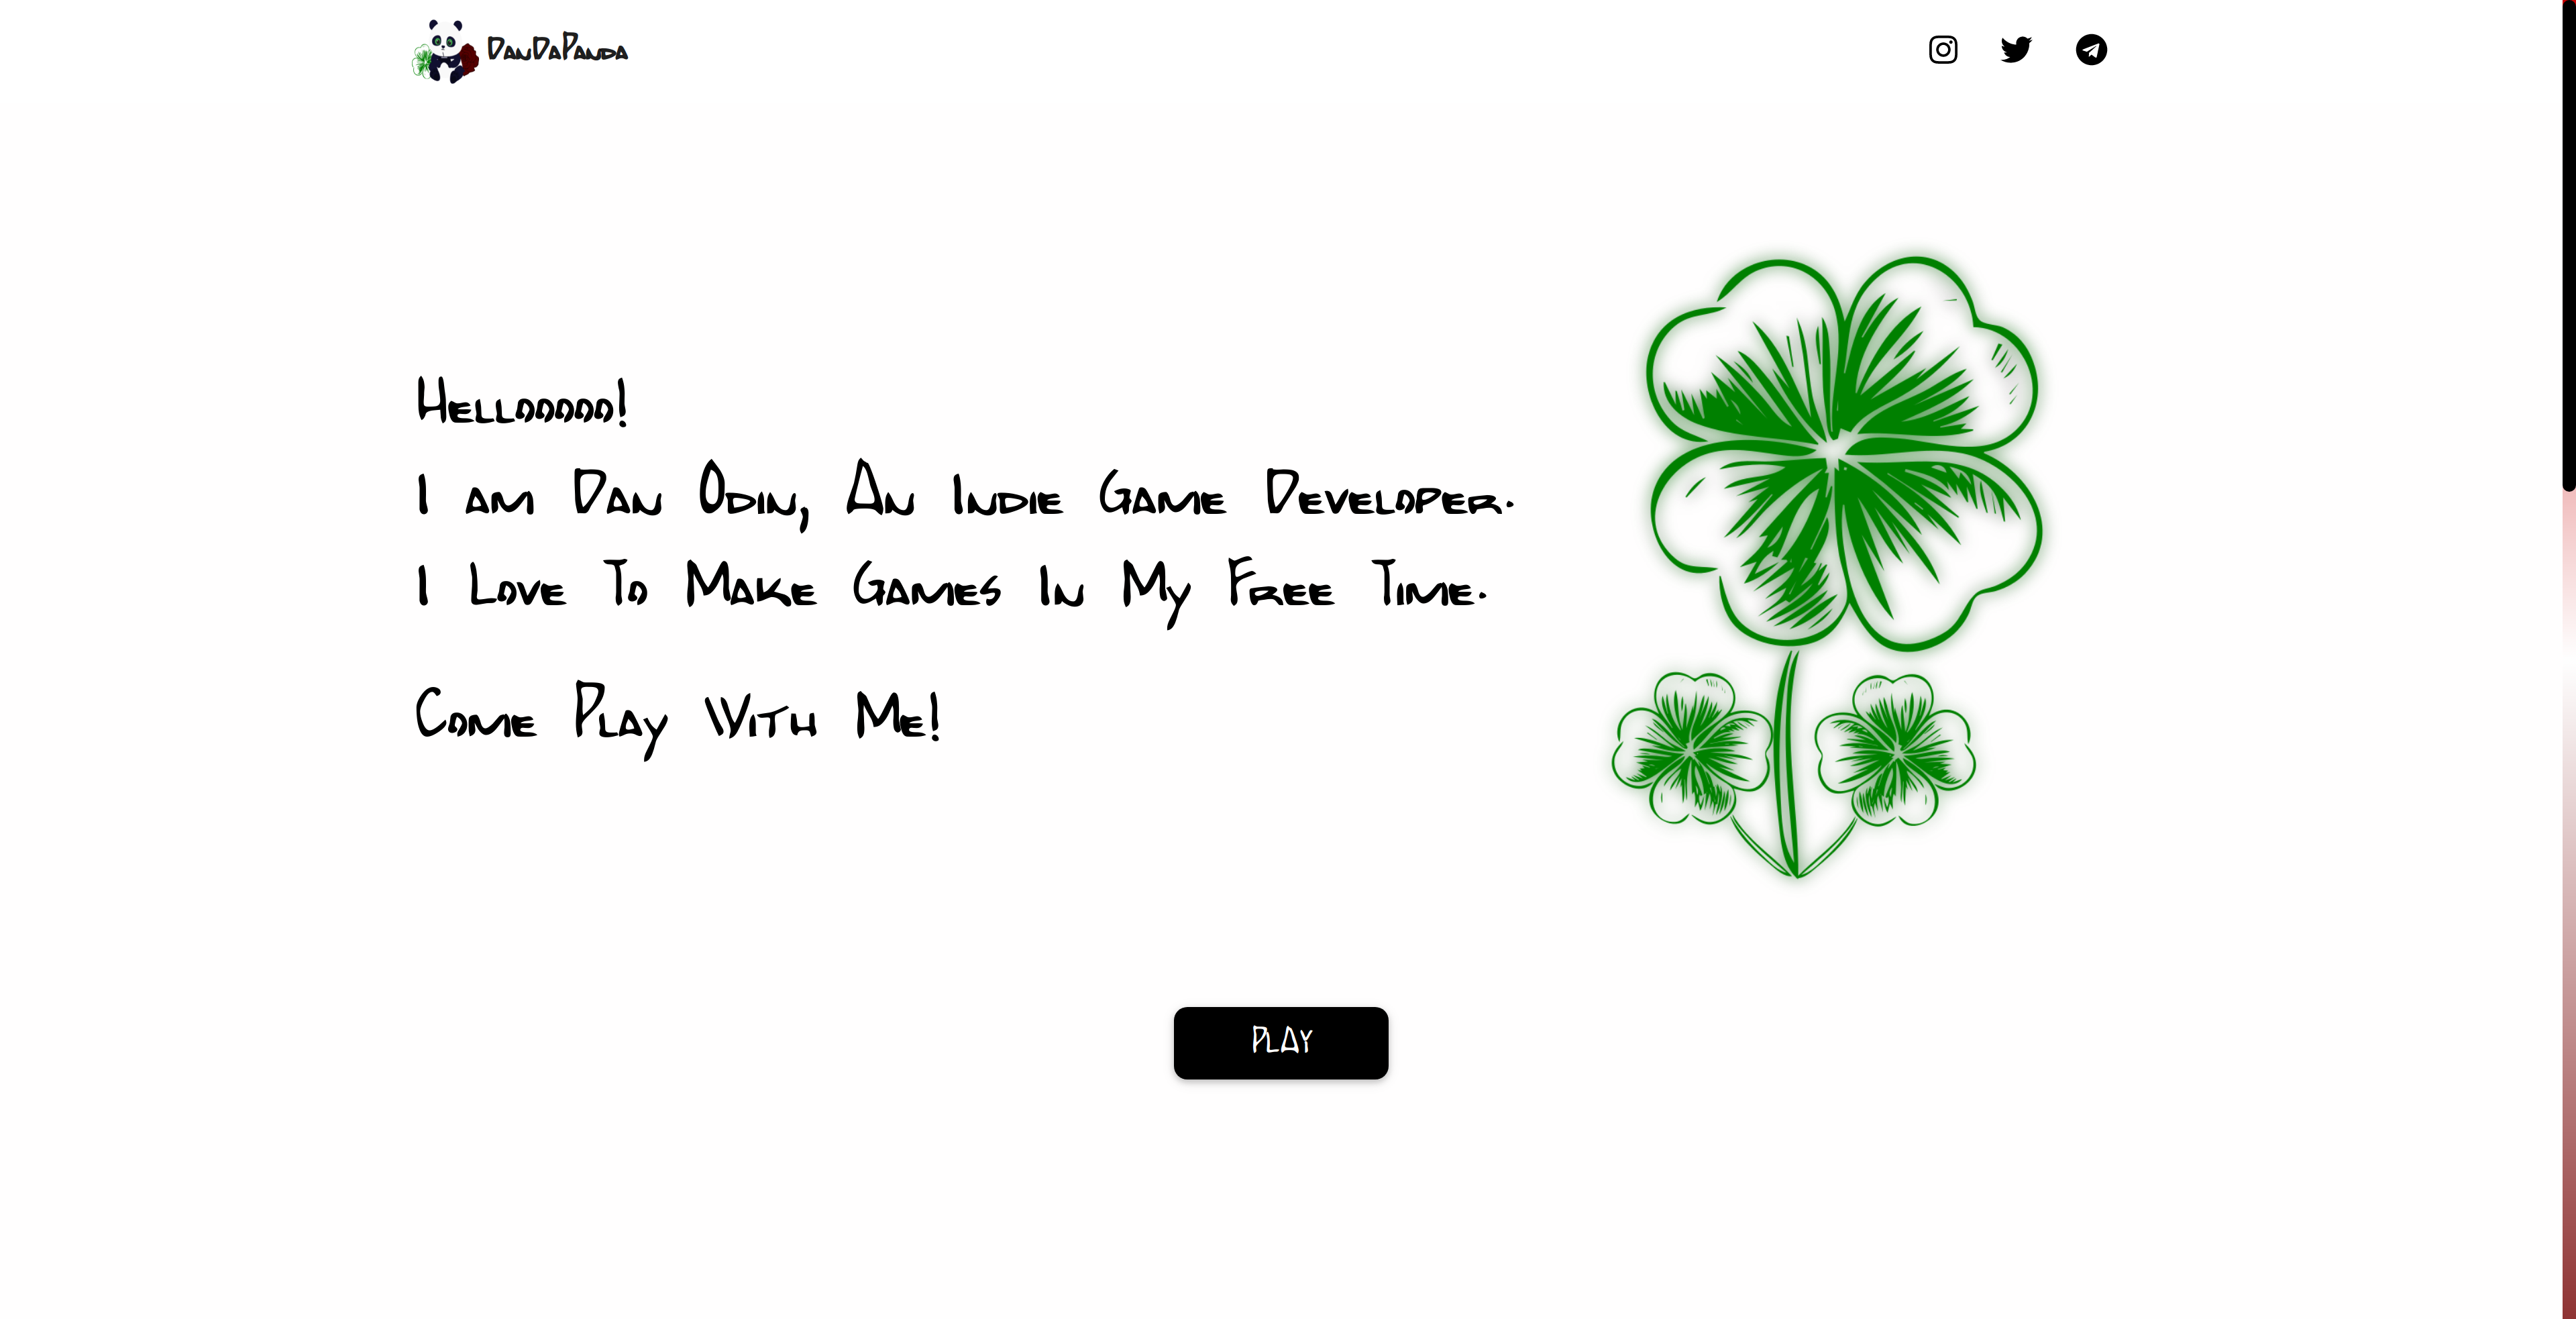 DanDaPanda
Hellooooo!
I am Dan Odin, An Indie Game Developer.
I Love To Make Games In My Free Time.
Come Play With Me!
PLAY